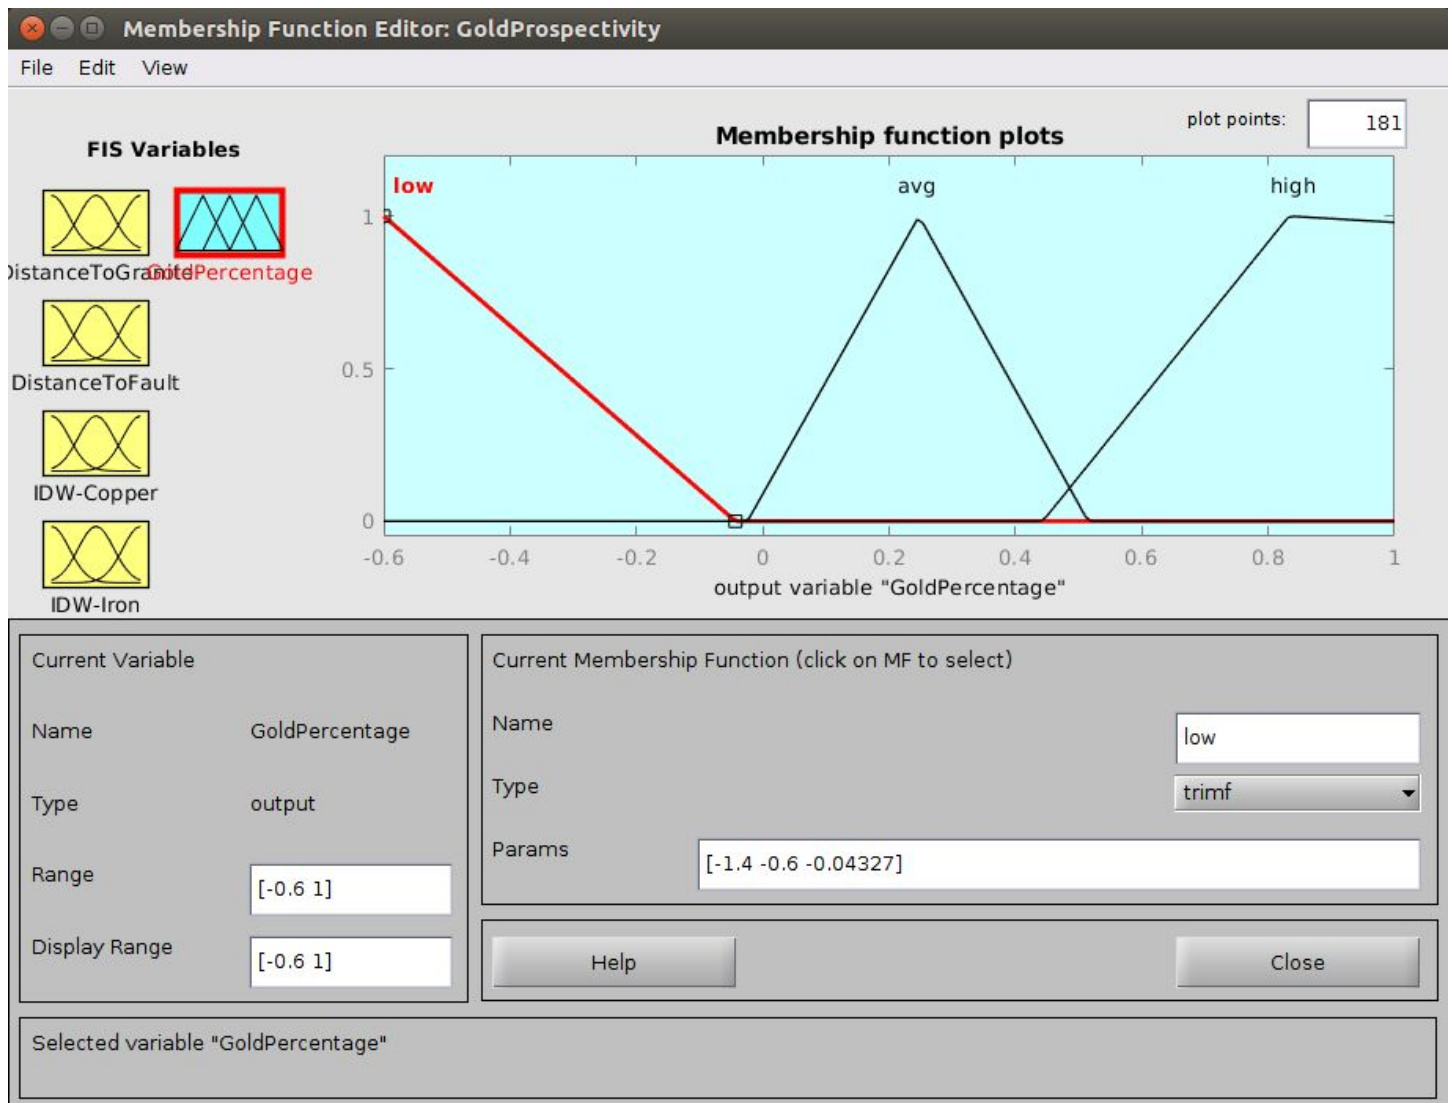 Membership Function Editor: GoldProspectivity
File Edit View
plot points: 181
FIS Variables
Membership function plots
DistanceToGranite
GoldPercentage
DistanceToFault
IDW-Copper
IDW-Iron
low avg high
1
0.5
0
-0.6 -0.4 -0.2 0 0.2 0.4 0.6 0.8 1
output variable "GoldPercentage"
Current Variable
Name GoldPercentage
Type output
Range [-0.6 1]
Display Range [-0.6 1]
Current Membership Function (click on MF to select)
Name low
Type trimf
Params [-1.4 -0.6 -0.04327]
Help Close
Selected variable "GoldPercentage"